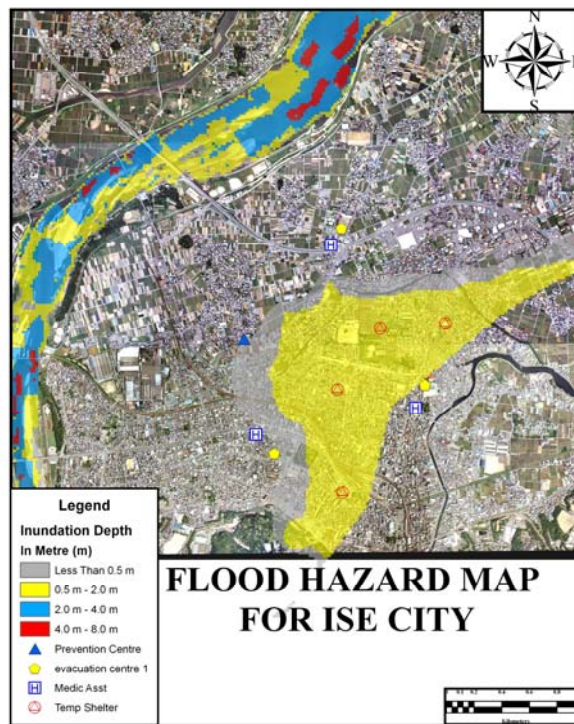 N
W
S
Legend
Inundation Depth
In Metre (m)
Less Than 0.5 m
0.5 m - 2.0 m
2.0 m - 4.0 m
4.0 m - 8.0 m
Prevention Centre
evacuation centre 1
Medic Asst
Temp Shelter
H
H
H
H
FLOOD HAZARD MAP
FOR ISE CITY
Kilometers